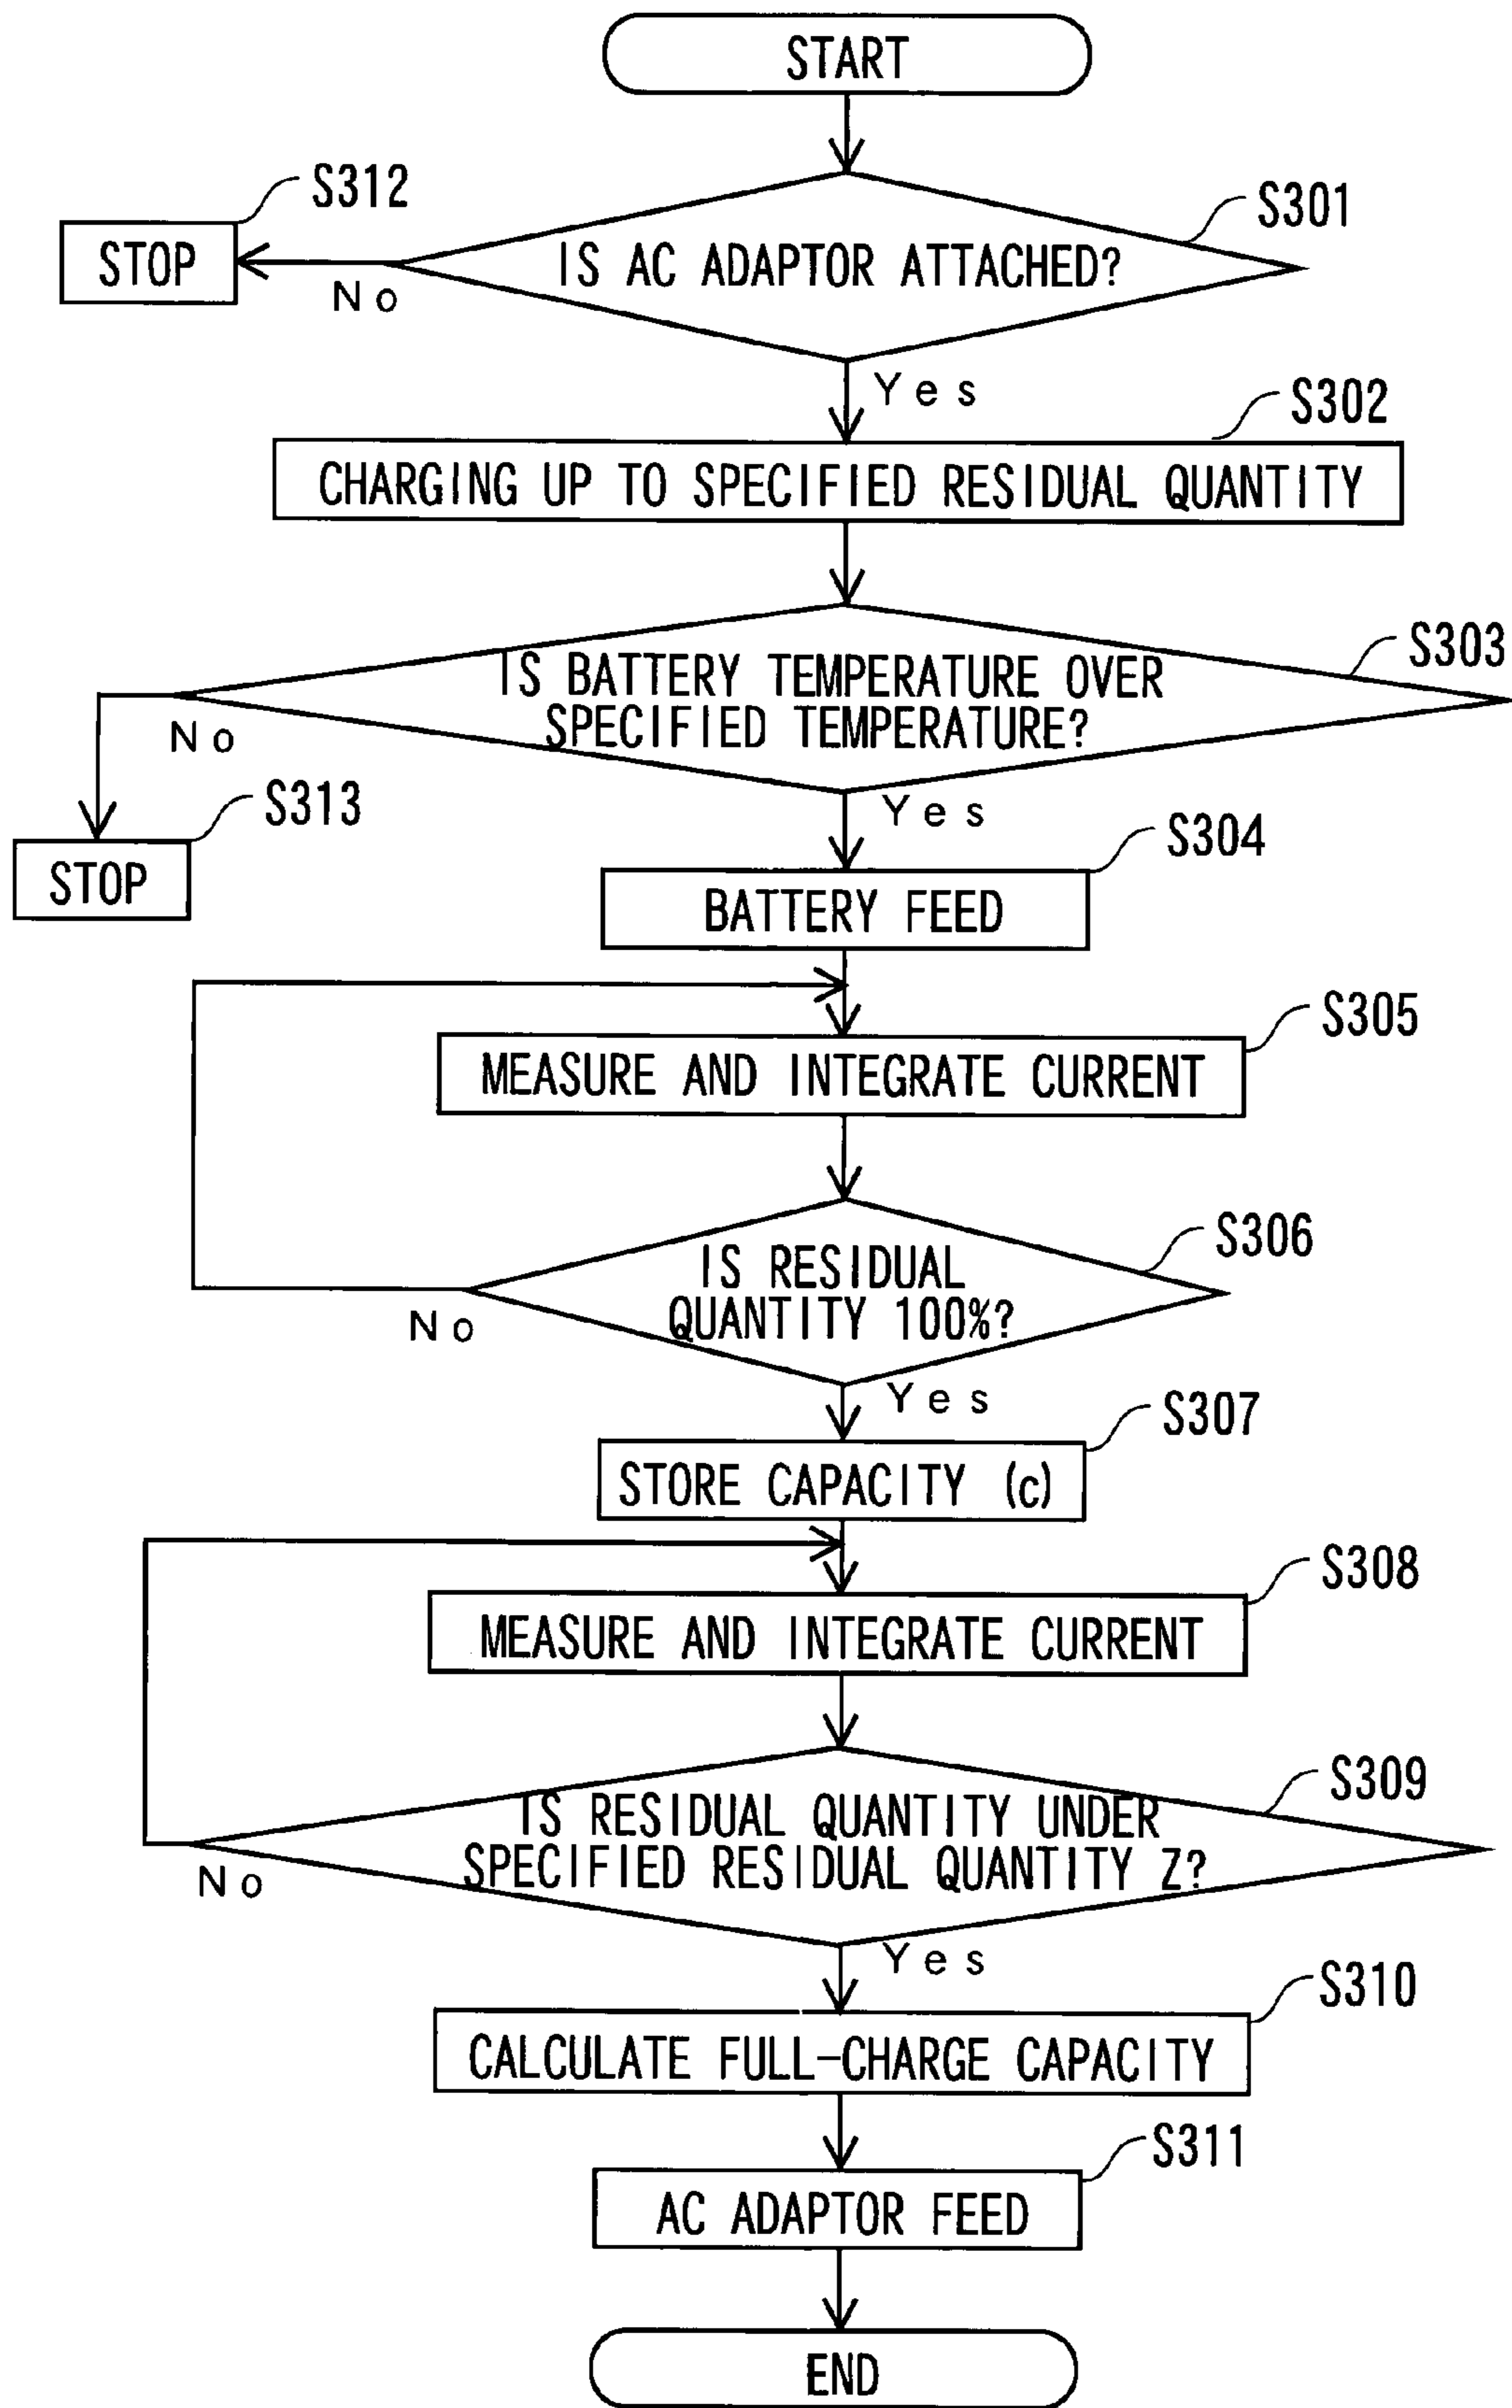 START
S312
S301
STOP
IS AC ADAPTOR ATTACHED?
No
Yes
S302
CHARGING UP TO SPECIFIED RESIDUAL QUANTITY
S303
IS BATTERY TEMPERATURE OVER
SPECIFIED TEMPERATURE?
No
Yes
S313
STOP
S304
BATTERY FEED
S305
MEASURE AND INTEGRATE CURRENT
S306
IS RESIDUAL
QUANTITY 100%?
No
Yes
S307
STORE CAPACITY (c)
S308
MEASURE AND INTEGRATE CURRENT
S309
IS RESIDUAL QUANTITY UNDER
SPECIFIED RESIDUAL QUANTITY Z?
No
Yes
S310
CALCULATE FULL-CHARGE CAPACITY
S311
AC ADAPTOR FEED
END